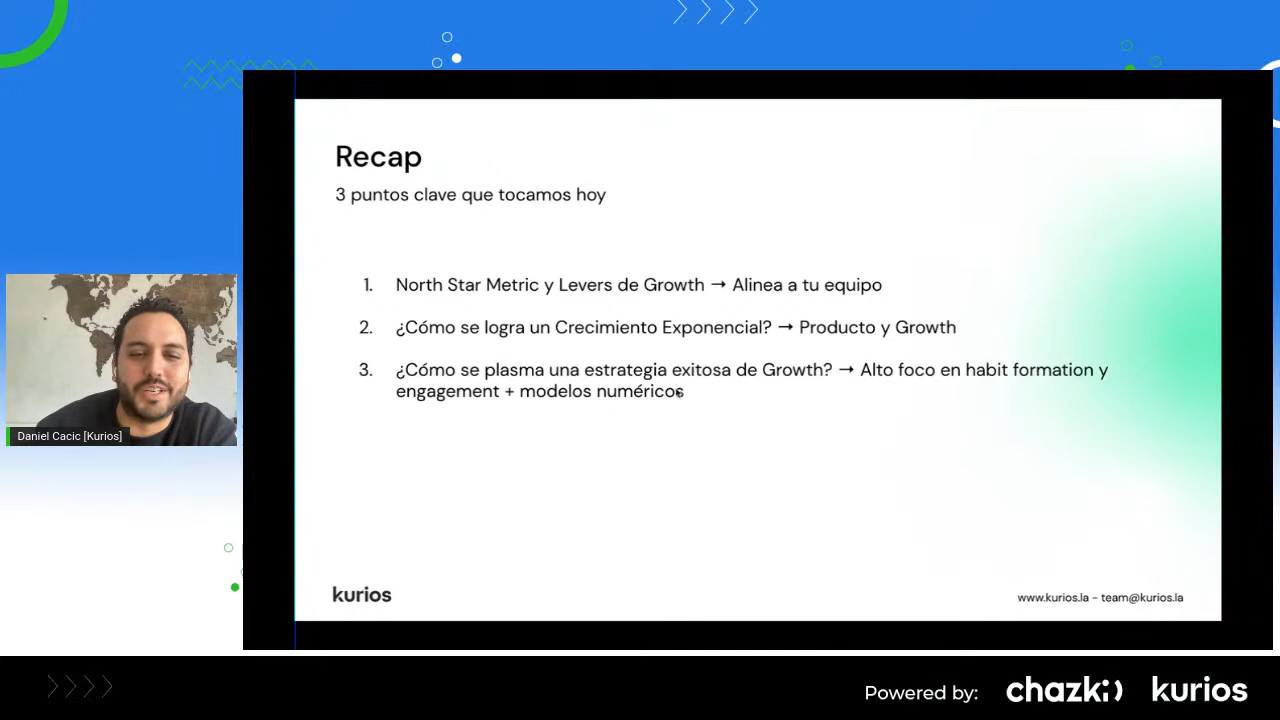 Recap
3 puntos clave que tocamos hoy
1. North Star Metric y Levers de Growth → Alinea a tu equipo
2. ¿Cómo se logra un Crecimiento Exponencial? → Producto y Growth
3. ¿Cómo se plasma una estrategia exitosa de Growth? → Alto foco en habit formation y
engagement + modelos numéricos
Daniel Cacic [Kurios]
kurios
www.kurios.la - team@kurios.la
Powered by: chazki kurios